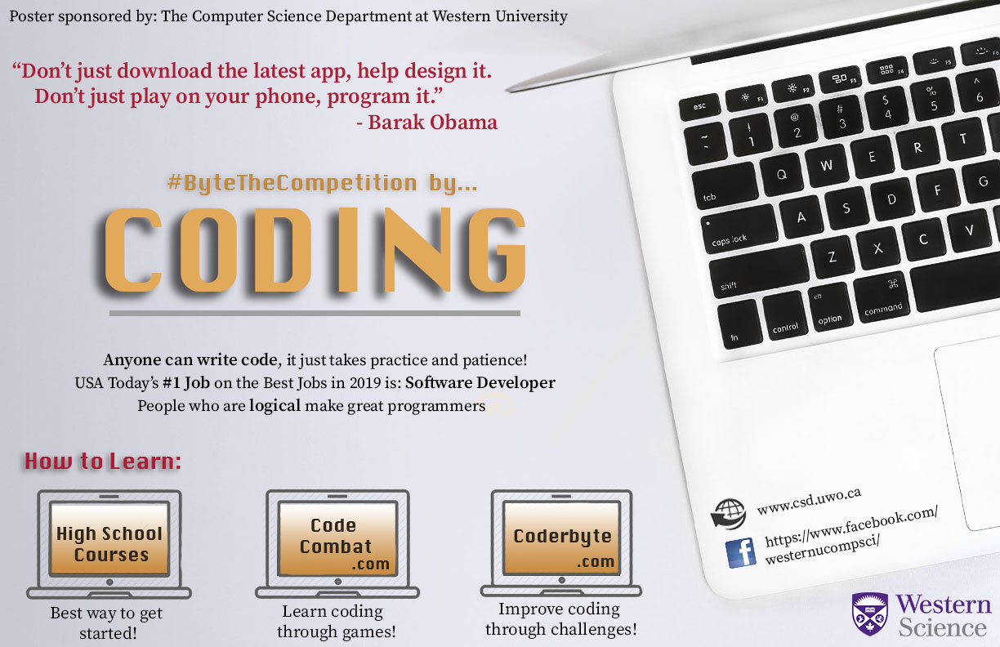 Poster sponsored by: The Computer Science Department at Western University
“Don’t just download the latest app, help design it.
Don’t just play on your phone, program it.”
- Barak Obama
#ByteTheCompetition by...
CODING
Anyone can write code, it just takes practice and patience!
USA Today’s #1 Job on the Best Jobs in 2019 is: Software Developer
People who are logical make great programmers
How to Learn:
High School
Courses
Best way to get
started!
Code
Combat
.com
Learn coding
through games!
Coderbyte
.com
Improve coding
through challenges!
esc F1 F2 F3 F4 F5 F6
~ ` ! 1 @ 2 # 3 $ 4 % 5 ^ 6
tab Q W E R T
caps lock A S D F G
shift Z X C V
fn control alt option ⌘ command
www.csd.uwo.ca
https://www.facebook.com/
westernucompsci/
Western
Science